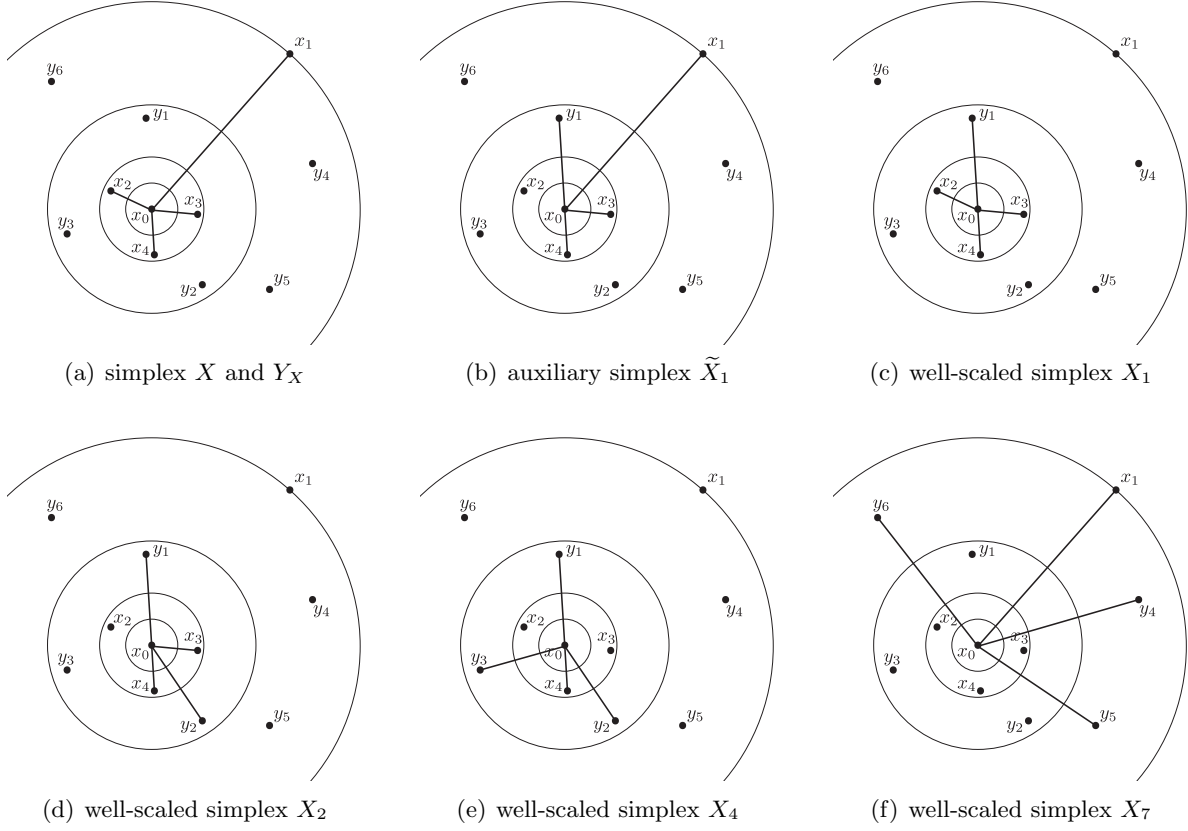 x₁
y₆
y₁
y₄
x₂
x₃
x₀
y₃
x₄
y₂
y₅
(a) simplex X and Y_X
x₁
y₆
y₁
y₄
x₂
x₃
x₀
y₃
x₄
y₂
y₅
(b) auxiliary simplex X̃₁
x₁
y₆
y₁
y₄
x₂
x₃
x₀
y₃
x₄
y₂
y₅
(c) well-scaled simplex X₁
x₁
y₆
y₁
y₄
x₂
x₃
x₀
y₃
x₄
y₂
y₅
(d) well-scaled simplex X₂
x₁
y₆
y₁
y₄
x₂
x₃
x₀
y₃
x₄
y₂
y₅
(e) well-scaled simplex X₄
x₁
y₆
y₁
y₄
x₂
x₃
x₀
y₃
x₄
y₂
y₅
(f) well-scaled simplex X₇